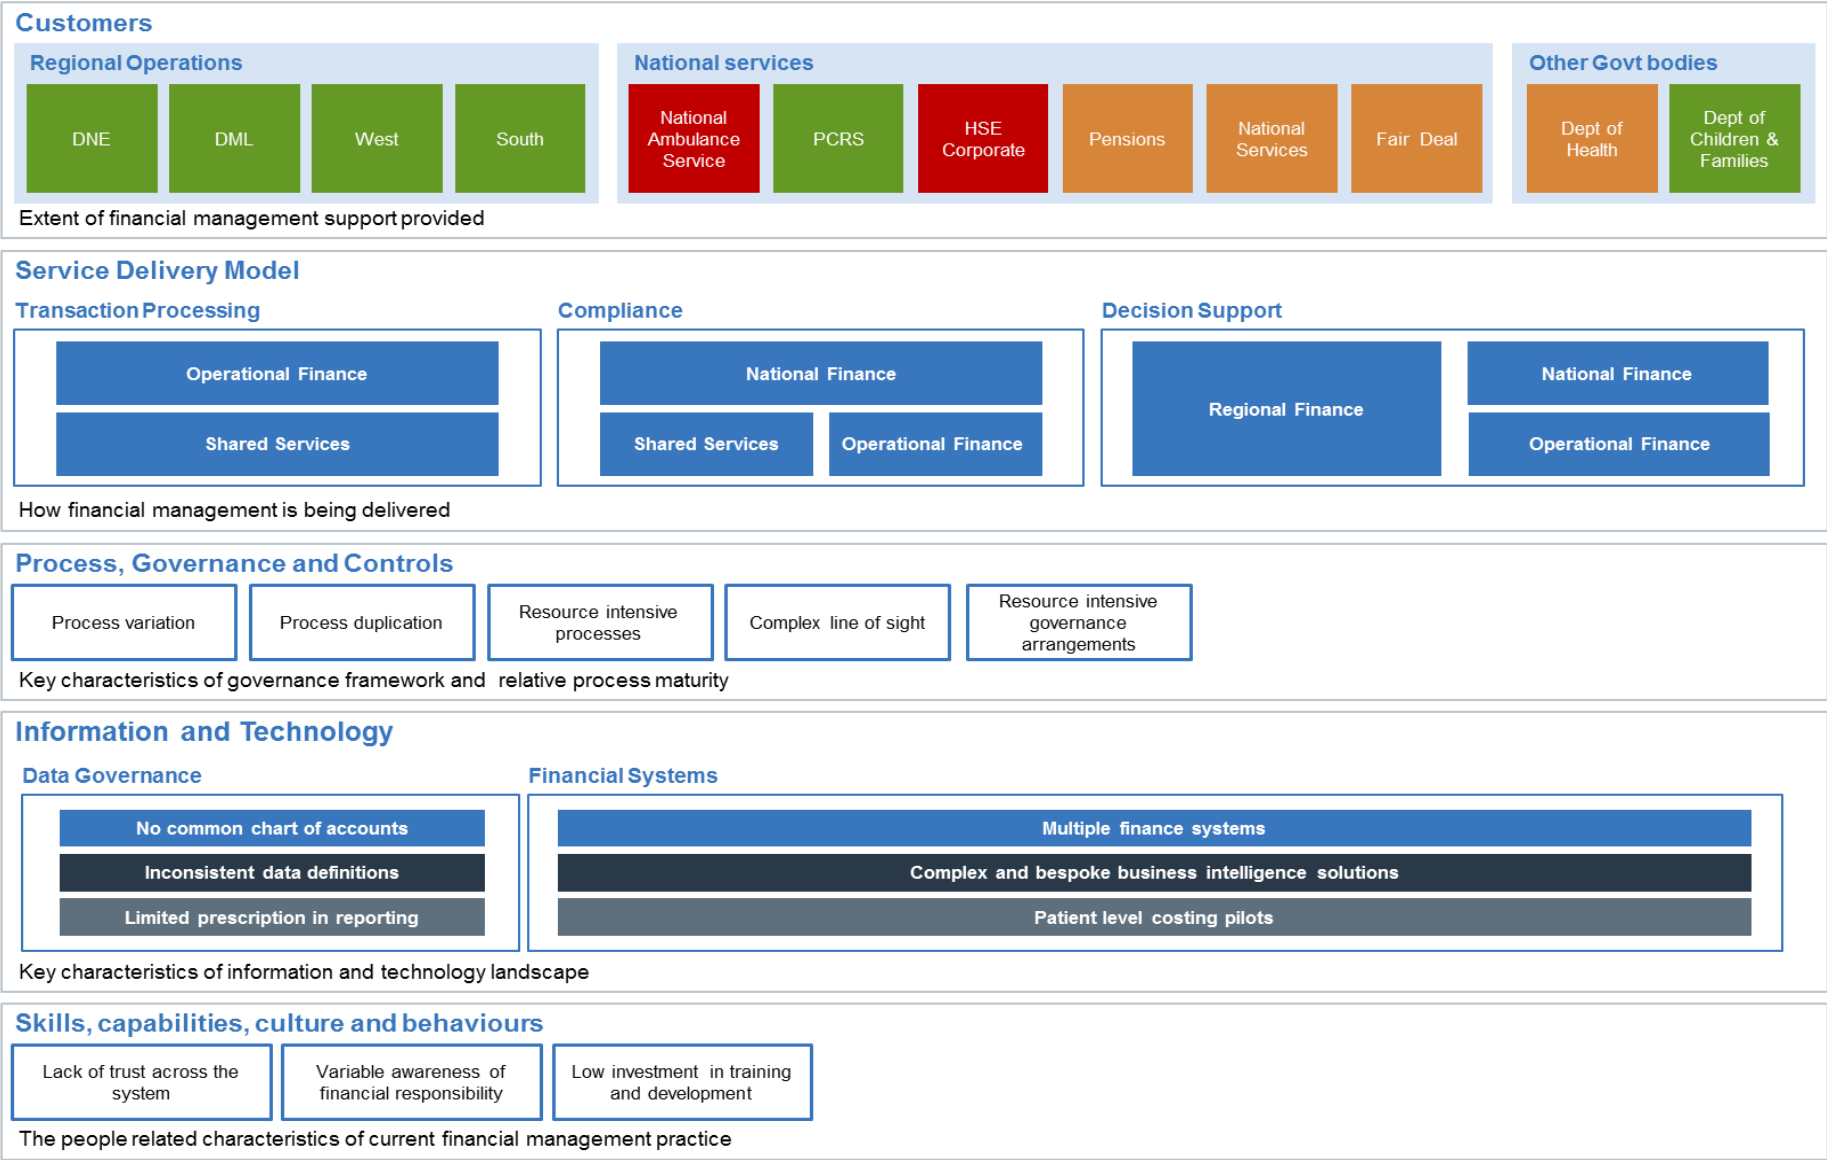 Customers
Regional Operations
National services
Other Govt bodies
DNE
DML
West
South
National
Ambulance
Service
PCRS
HSE
Corporate
Pensions
National
Services
Fair Deal
Dept of
Health
Dept of
Children &
Families
Extent of financial management support provided
Service Delivery Model
Transaction Processing
Compliance
Decision Support
Operational Finance
Shared Services
National Finance
Shared Services
Operational Finance
Regional Finance
National Finance
Operational Finance
How financial management is being delivered
Process, Governance and Controls
Process variation
Process duplication
Resource intensive
processes
Complex line of sight
Resource intensive
governance
arrangements
Key characteristics of governance framework and relative process maturity
Information and Technology
Data Governance
Financial Systems
No common chart of accounts
Inconsistent data definitions
Limited prescription in reporting
Multiple finance systems
Complex and bespoke business intelligence solutions
Patient level costing pilots
Key characteristics of information and technology landscape
Skills, capabilities, culture and behaviours
Lack of trust across the
system
Variable awareness of
financial responsibility
Low investment in training
and development
The people related characteristics of current financial management practice